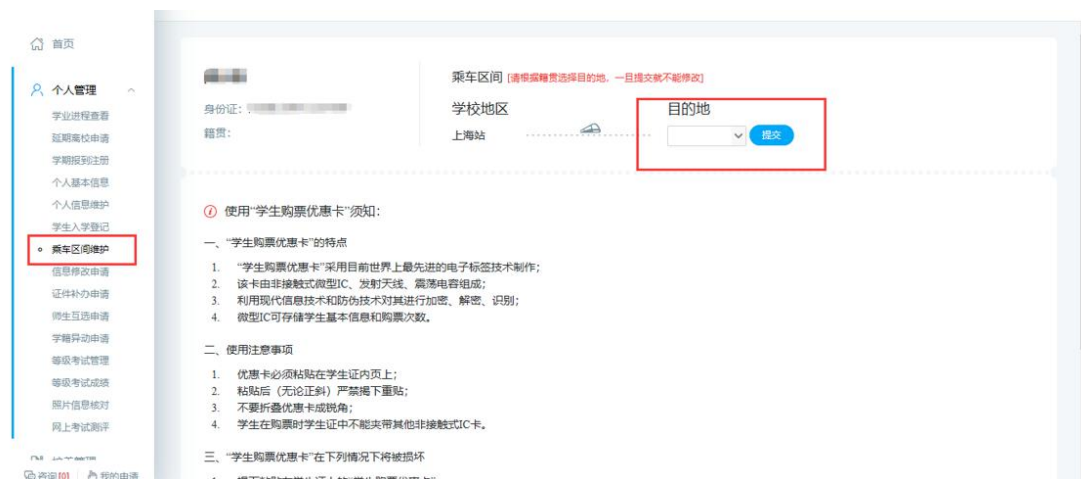 首页
个人管理
学业进程查看
延期离校申请
学期报到注册
个人基本信息
个人信息维护
学生入学登记
乘车区间维护
信息修改申请
证件补办申请
师生互选申请
学籍异动申请
等级考试管理
等级考试成绩
照片信息核对
网上考试测评
咨询[0] 我的申请
身份证：
籍贯：
乘车区间 [请根据籍贯选择目的地，一旦提交就不能修改]
学校地区 目的地
上海站
提交
使用“学生购票优惠卡”须知：
一、“学生购票优惠卡”的特点
1. “学生购票优惠卡”采用目前世界上最先进的电子标签技术制作；
2. 该卡由非接触式微型IC、发射天线、震荡电容组成；
3. 利用现代信息技术和防伪技术对其进行加密、解密、识别；
4. 微型IC可存储学生基本信息和购票次数。
二、使用注意事项
1. 优惠卡必须粘贴在学生证内页上；
2. 粘贴后（无论正斜）严禁揭下重贴；
3. 不要折叠优惠卡成锐角；
4. 学生在购票时学生证中不能夹带其他非接触式IC卡。
三、“学生购票优惠卡”在下列情况下将被损坏